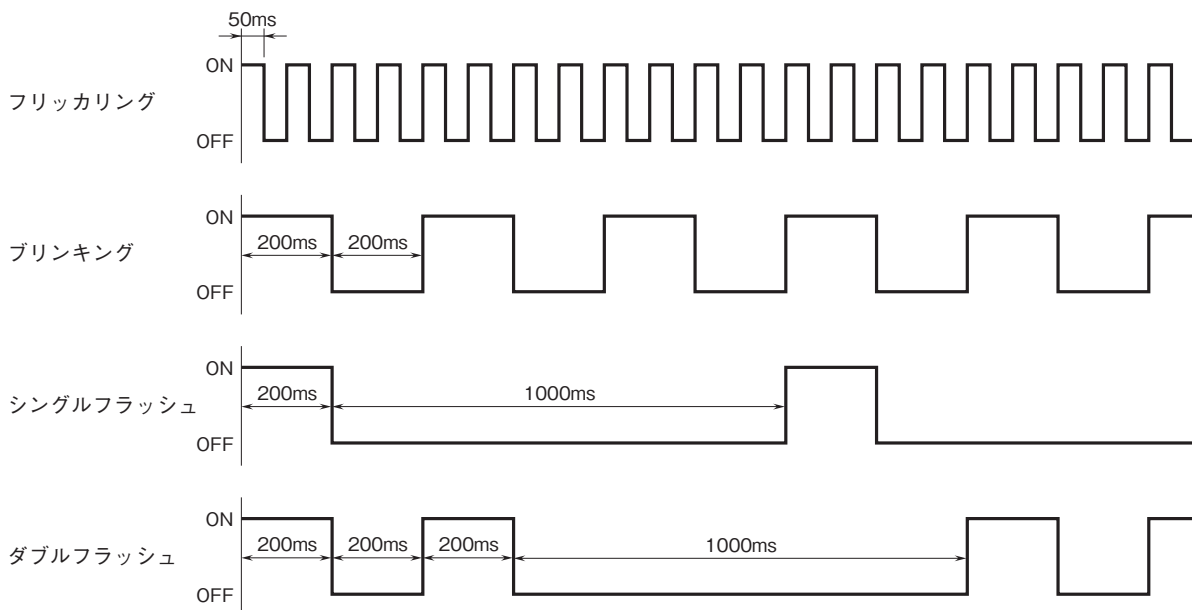 50ms
ON
フリッカリング
OFF
ON
200ms 200ms
ブリンキング
OFF
ON
200ms 1000ms
シングルフラッシュ
OFF
ON
200ms 200ms 200ms 1000ms
ダブルフラッシュ
OFF